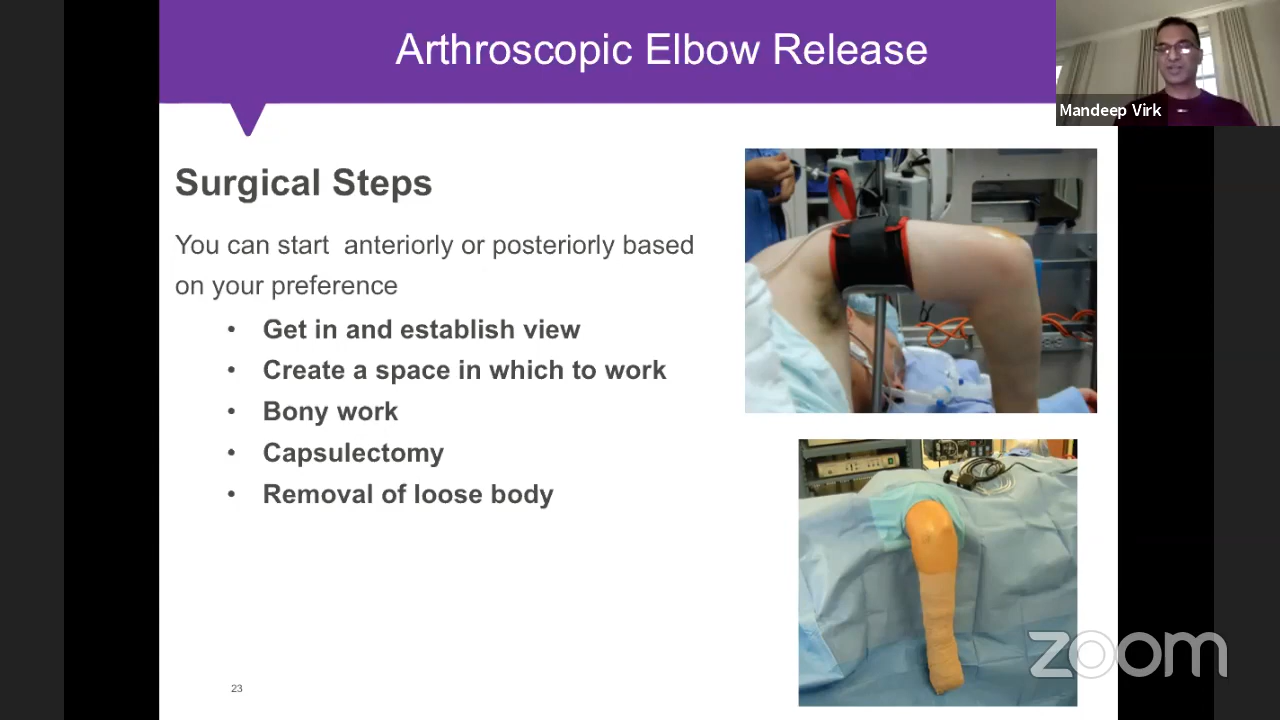 Arthroscopic Elbow Release
Mandeep Virk
Surgical Steps
You can start anteriorly or posteriorly based
on your preference
• Get in and establish view
• Create a space in which to work
• Bony work
• Capsulectomy
• Removal of loose body
23
zoom